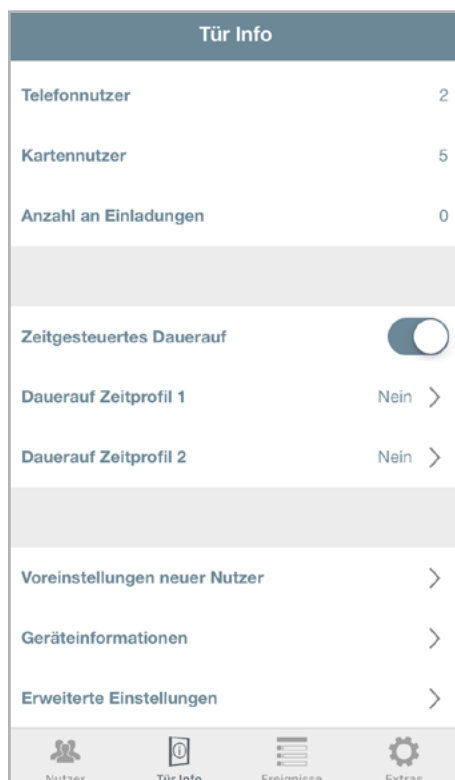 Tür Info
Telefonnutzer 2
Kartennutzer 5
Anzahl an Einladungen 0
Zeitgesteuertes Dauerauf
Dauerauf Zeitprofil 1 Nein
Dauerauf Zeitprofil 2 Nein
Voreinstellungen neuer Nutzer
Geräteinformationen
Erweiterte Einstellungen
Nutzer Tür Info Ereignisse Extras